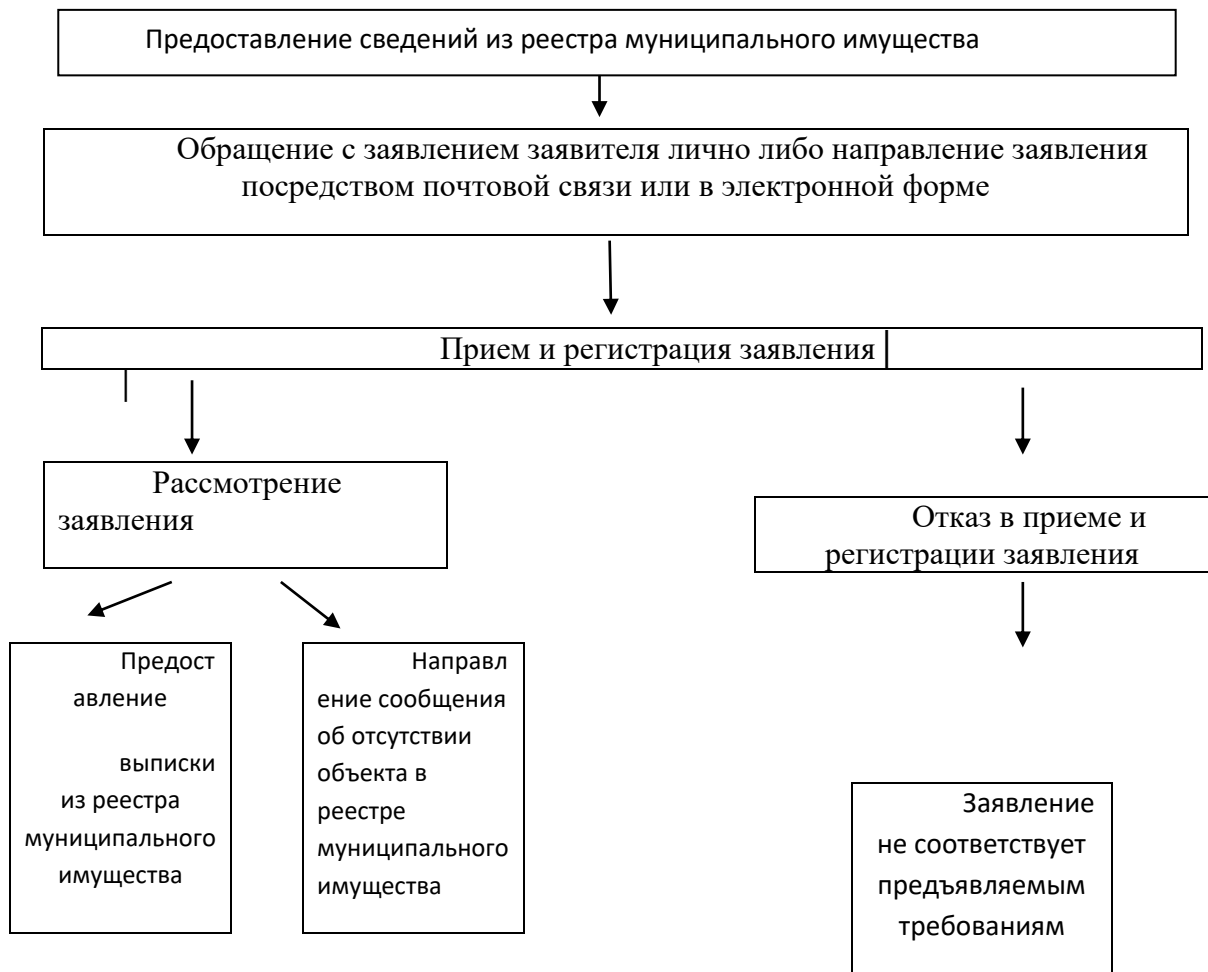 Предоставление сведений из реестра муниципального имущества
Обращение с заявлением заявителя лично либо направление заявления
посредством почтовой связи или в электронной форме
Прием и регистрация заявления
Рассмотрение
заявления
Отказ в приеме и
регистрации заявления
Предост
авление
выписки
из реестра
муниципального
имущества
Направл
ение сообщения
об отсутствии
объекта в
реестре
муниципального
имущества
Заявление
не соответствует
предъявляемым
требованиям